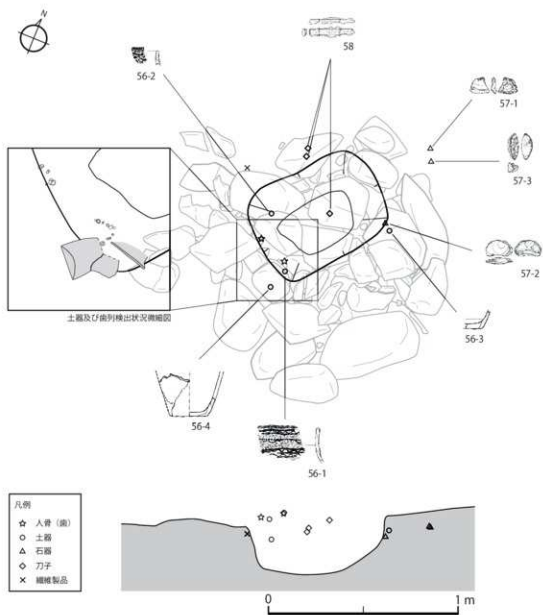 N
58
56-2
57-1
57-3
57-2
土器及び歯列検出状況微細図
56-3
56-4
56-1
凡例
人骨（歯）
土器
石器
刀子
繊維製品
0
1 m